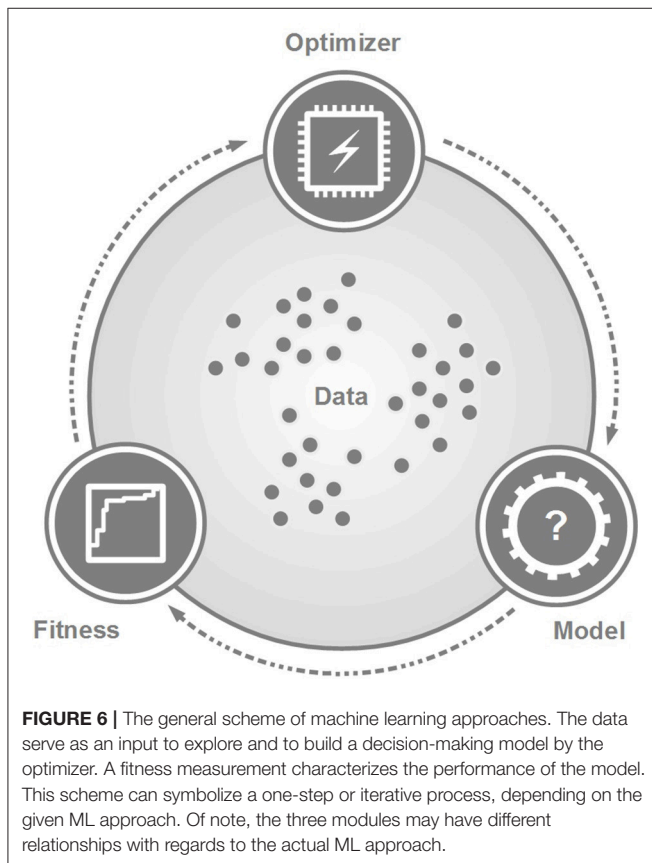 Optimizer
Data
?
Fitness
Model
FIGURE 6 | The general scheme of machine learning approaches. The data
serve as an input to explore and to build a decision-making model by the
optimizer. A fitness measurement characterizes the performance of the model.
This scheme can symbolize a one-step or iterative process, depending on the
given ML approach. Of note, the three modules may have different
relationships with regards to the actual ML approach.